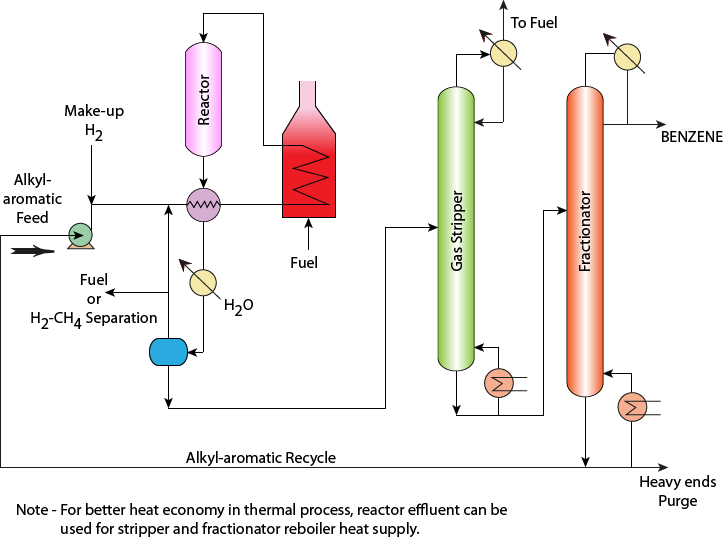 To Fuel
Reactor
Make-up
H2
Alkyl-
aromatic
Feed
BENZENE
Gas Stripper
Fractionator
Fuel
Fuel
or
H2-CH4 Separation
H2O
Alkyl-aromatic Recycle
Heavy ends
Purge
Note - For better heat economy in thermal process, reactor effluent can be
used for stripper and fractionator reboiler heat supply.